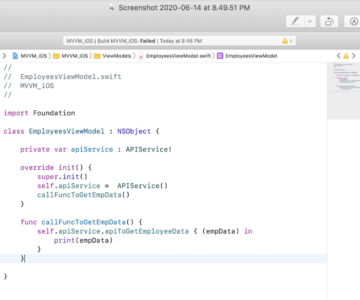 Screenshot 2020-06-14 at 8.49.51 PM
MVVM_iOS | Build MVVM_iOS: Failed | Today at 8:46 PM 1
MVVM_iOS MVVM_iOS ViewModels EmployeesViewModel.swift EmployeesViewModel
//
// EmployeesViewModel.swift
// MVVM_iOS
//
import Foundation
class EmployeesViewModel : NSObject {
private var apiService : APIService!
override init() {
super.init()
self.apiService = APIService()
callFuncToGetEmpData()
}
func callFuncToGetEmpData() {
self.apiService.apiToGetEmployeeData { (empData) in
print(empData)
}
}
}